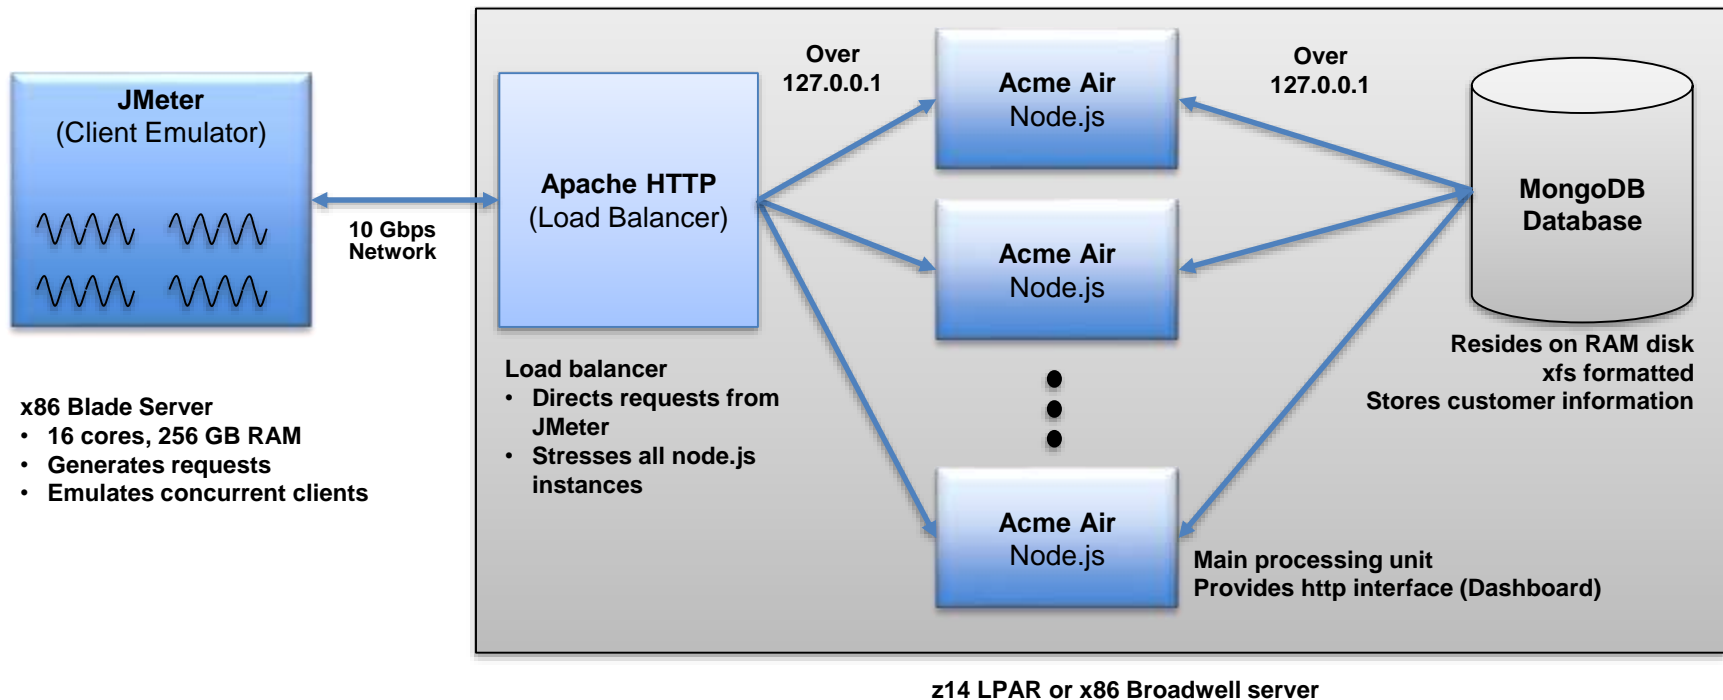 JMeter
(Client Emulator)
10 Gbps
Network
x86 Blade Server
• 16 cores, 256 GB RAM
• Generates requests
• Emulates concurrent clients
Apache HTTP
(Load Balancer)
Load balancer
• Directs requests from
JMeter
• Stresses all node.js
instances
Over
127.0.0.1
Acme Air
Node.js
Acme Air
Node.js
Acme Air
Node.js
Over
127.0.0.1
MongoDB
Database
Resides on RAM disk
xfs formatted
Stores customer information
Main processing unit
Provides http interface (Dashboard)
z14 LPAR or x86 Broadwell server